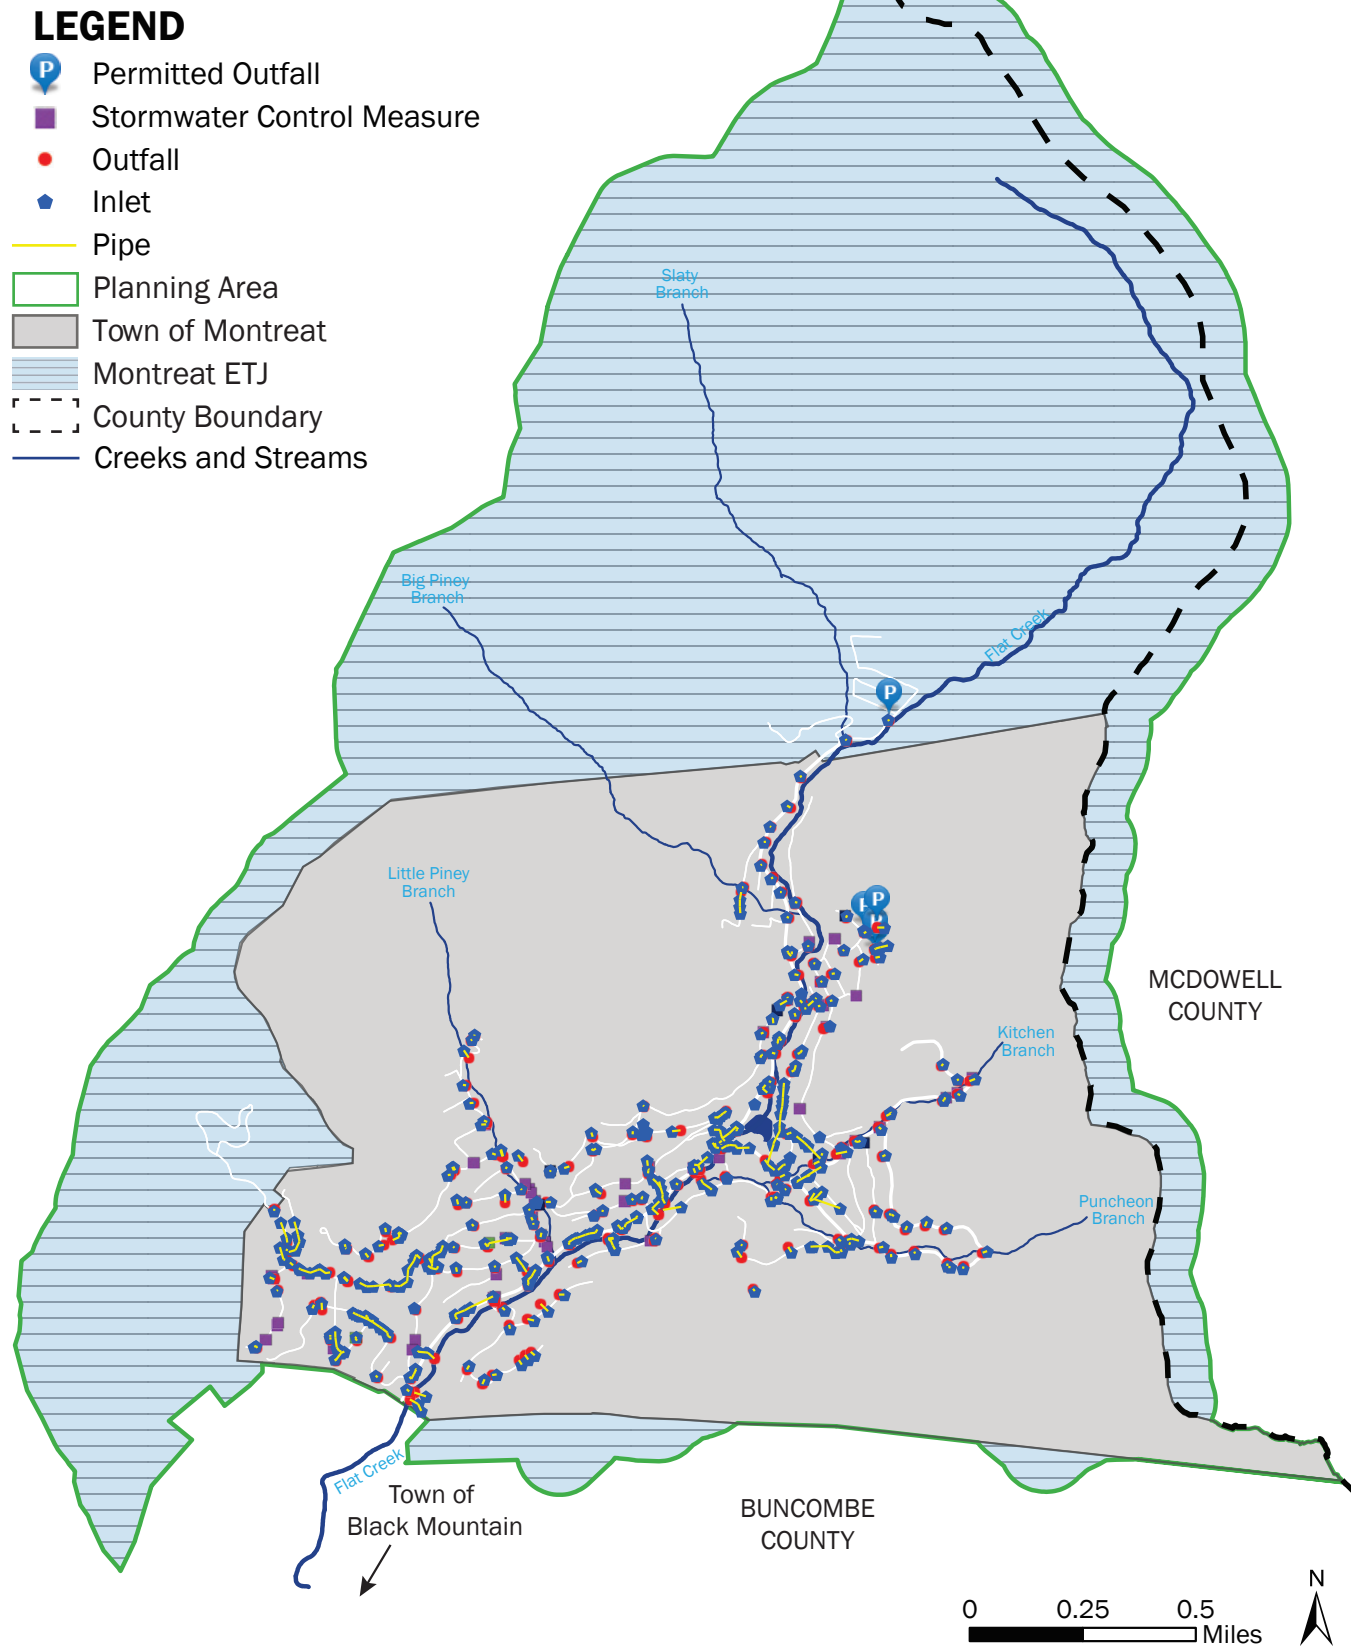 LEGEND
P
Permitted Outfall
Stormwater Control Measure
Outfall
Inlet
Pipe
Planning Area
Town of Montreat
Montreat ETJ
County Boundary
Creeks and Streams
Slaty
Branch
Big Piney
Branch
Flat Creek
P
Little Piney
Branch
P
P
P
MCDOWELL
COUNTY
Kitchen
Branch
Puncheon
Branch
Flat Creek
Town of
Black Mountain
BUNCOMBE
COUNTY
N
0 0.25 0.5
Miles